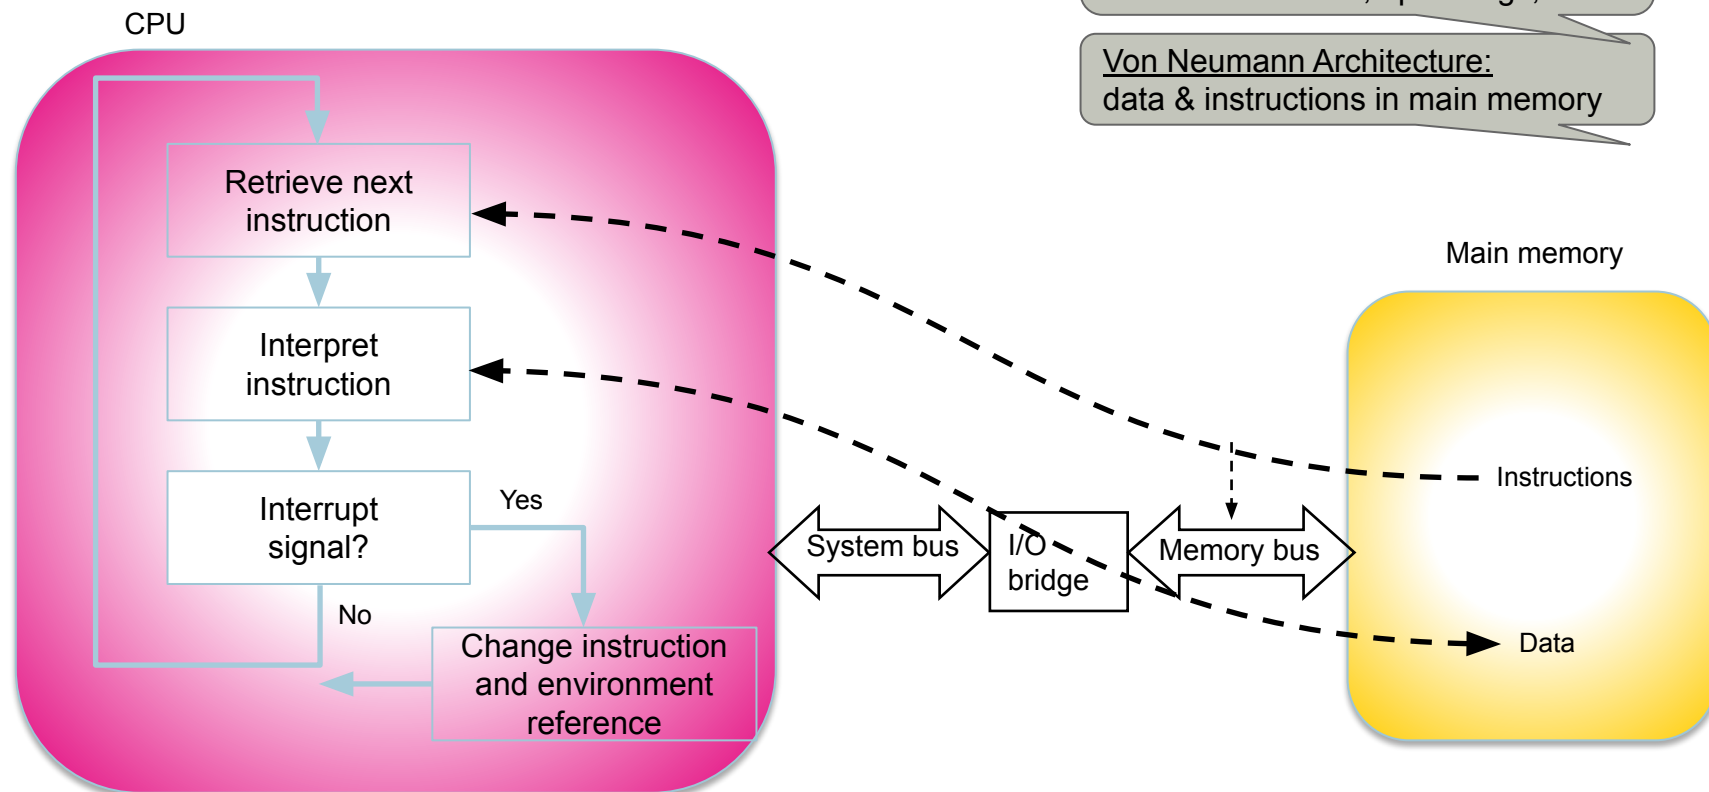 CPU
Von Neumann Architecture:
data & instructions in main memory
Retrieve next
instruction
Main memory
Interpret
instruction
Instructions
Interrupt
signal?
Yes
System bus
I/O
bridge
Memory bus
No
Data
Change instruction
and environment
reference